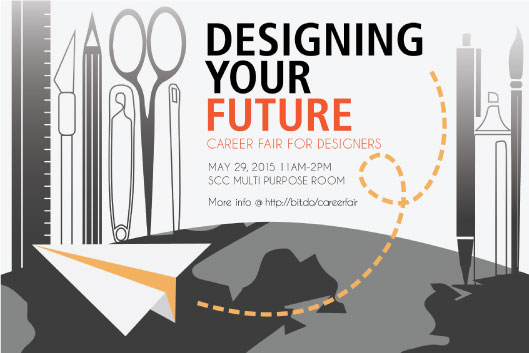 DESIGNING
YOUR
FUTURE
CAREER FAIR FOR DESIGNERS
MAY 29, 2015 11AM-2PM
SCC MULTI PURPOSE ROOM
More info @ http://bit.do/careerfair